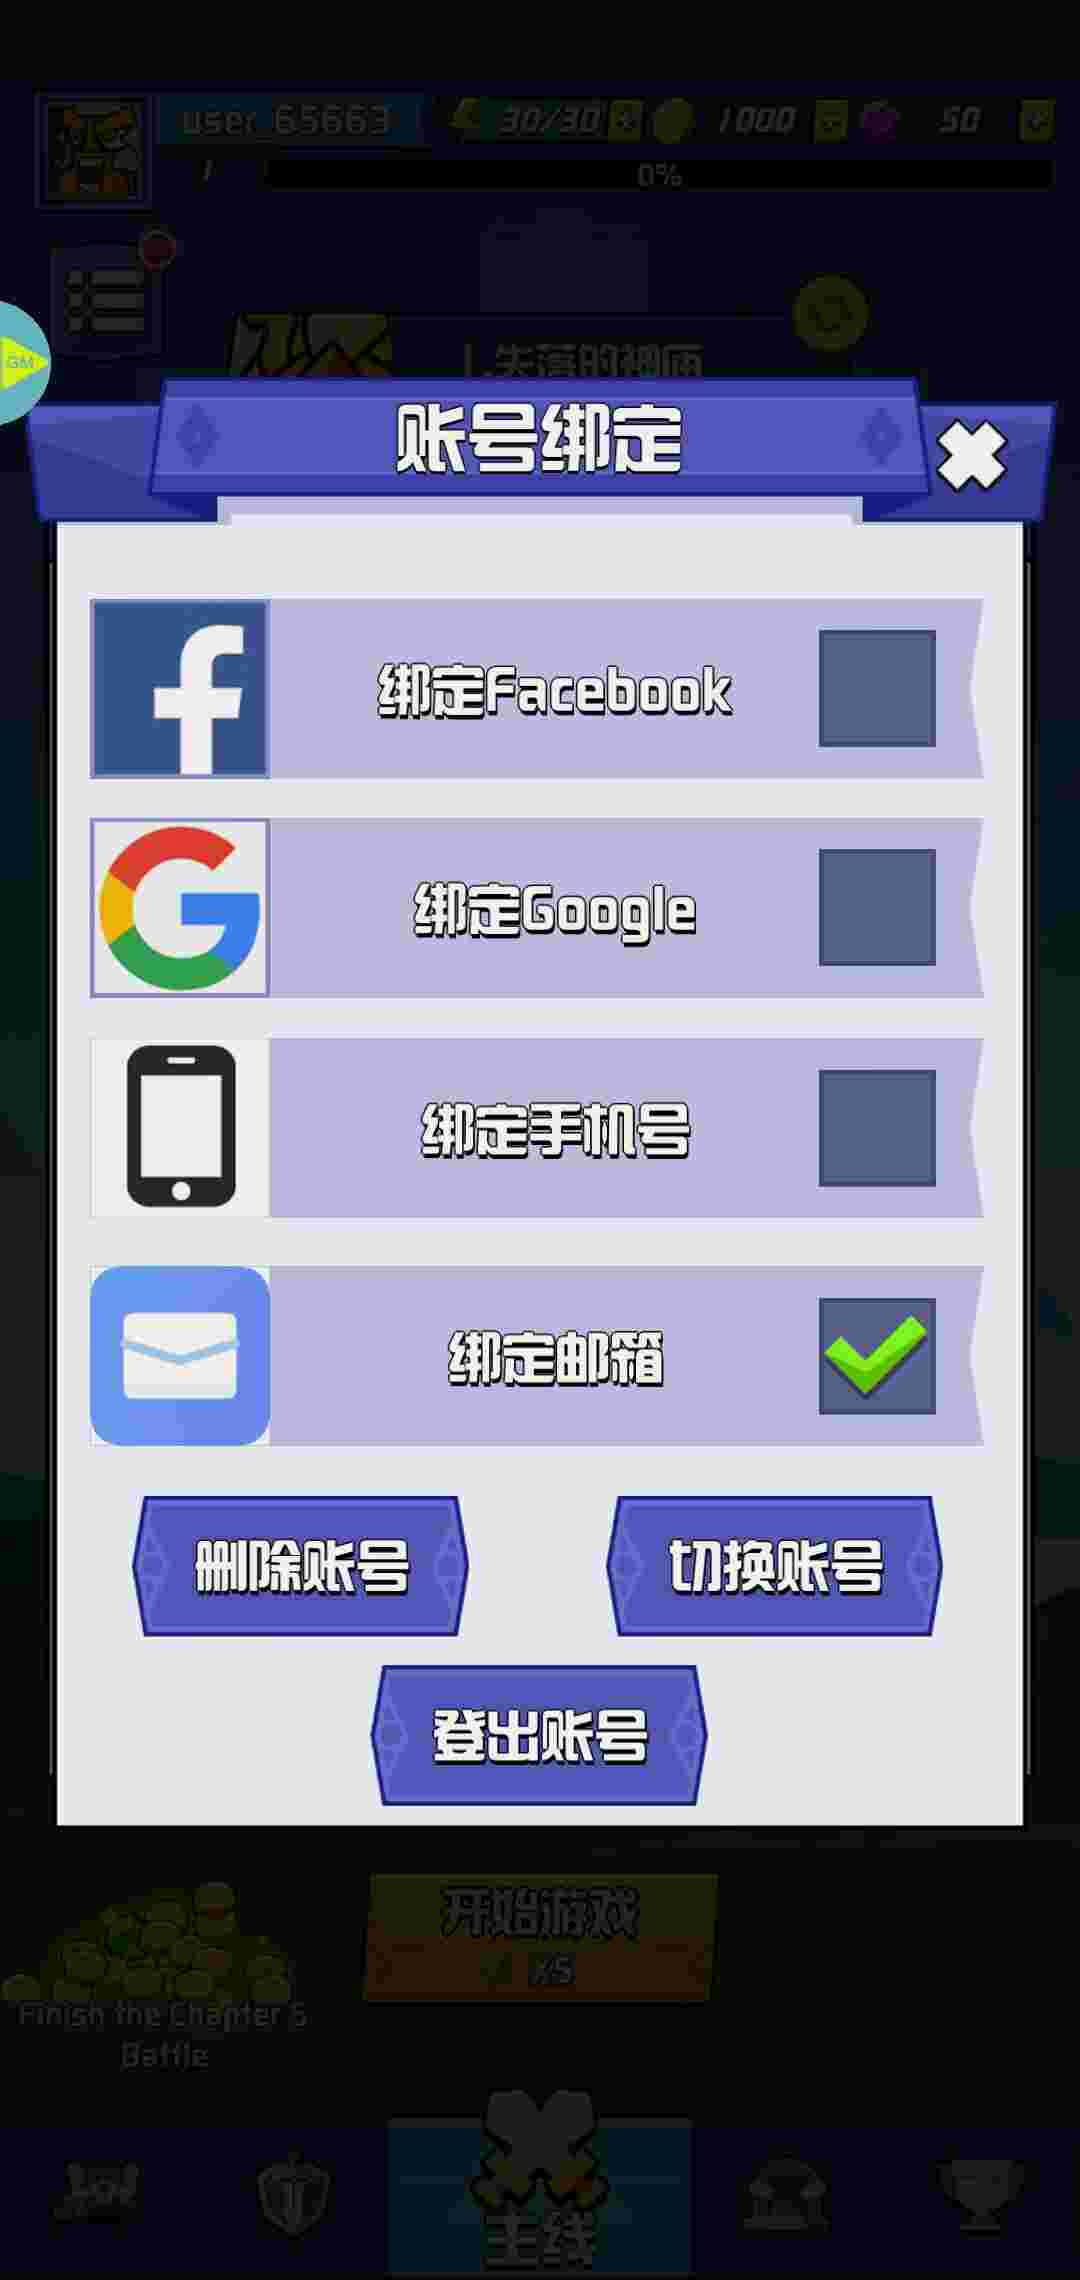 user_65663
30/30
1000
50
1
0%
1.失落的神庙
GM
账号绑定
绑定Facebook
绑定Google
绑定手机号
绑定邮箱
删除账号
切换账号
登出账号
开始游戏
x5
Finish the Chapter 5
Battle
主线